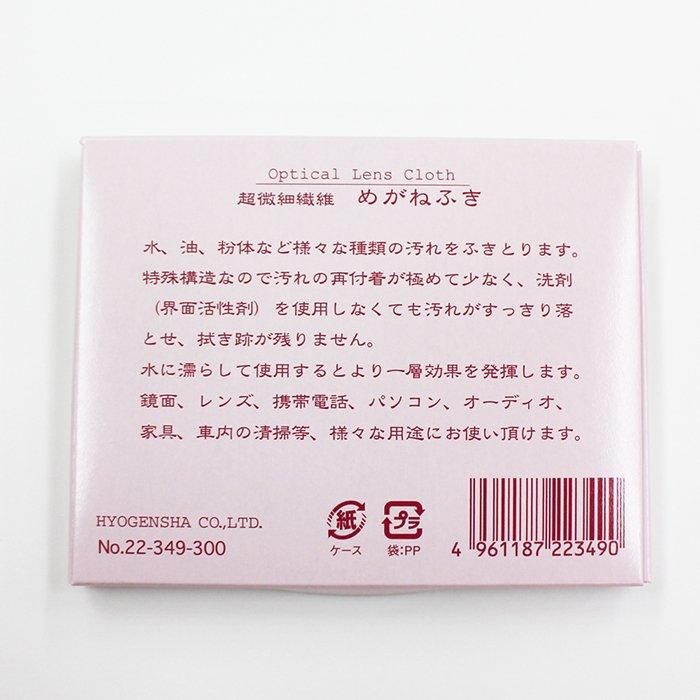 Optical Lens Cloth
超微細繊維 めがねふき
水、油、粉体など様々な種類の汚れをふきとります。
特殊構造なので汚れの再付着が極めて少なく、洗剤
（界面活性剤）を使用しなくても汚れがすっきり落
とせ、拭き跡が残りません。
水に濡らして使用するとより一層効果を発揮します。
鏡面、レンズ、携帯電話、パソコン、オーディオ、
家具、車内の清掃等、様々な用途にお使い頂けます。
HYOGENSHA CO.,LTD.
No.22-349-300
紙
ケース
プラ
袋:PP
4 961187 223490